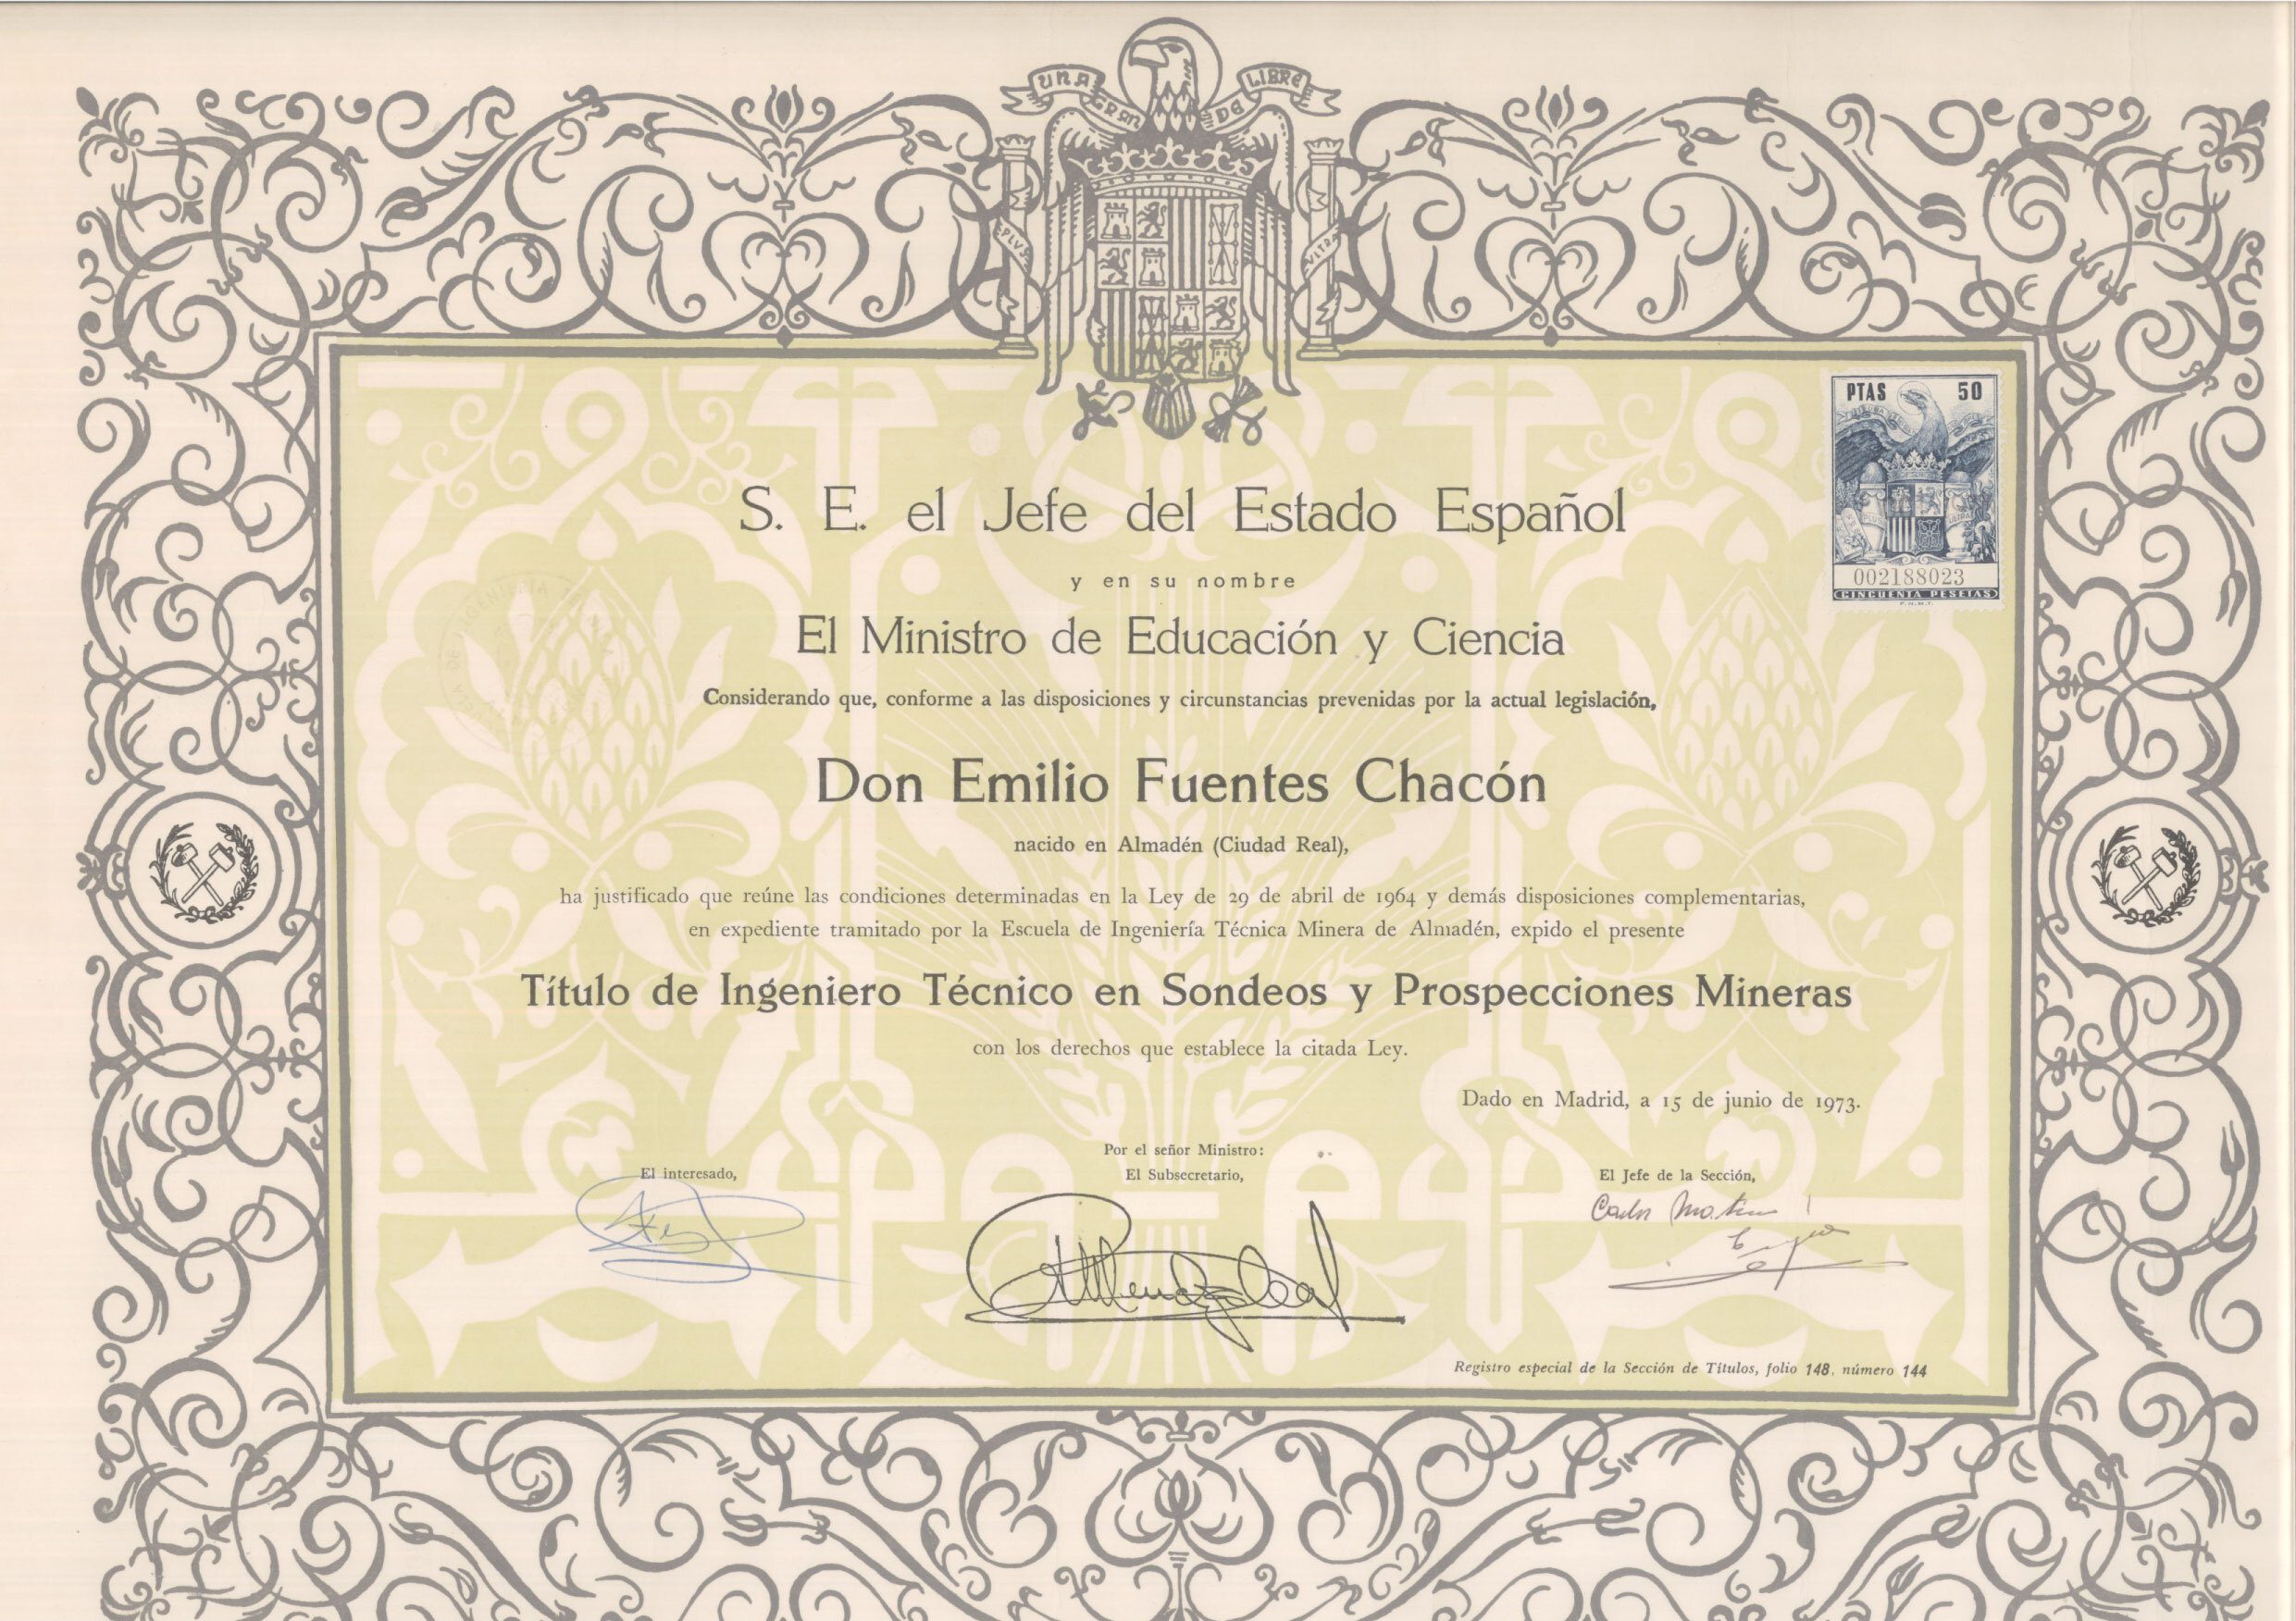 UNA GRANDE LIBRE
PLVS VLTRA
PTAS 50
PLUS ULTRA
002188023
CINCUENTA PESETAS
F.N.M.T.
S. E. el Jefe del Estado Español
y en su nombre
El Ministro de Educación y Ciencia
Considerando que, conforme a las disposiciones y circunstancias prevenidas por la actual legislación,
Don Emilio Fuentes Chacón
nacido en Almadén (Ciudad Real),
ha justificado que reúne las condiciones determinadas en la Ley de 29 de abril de 1964 y demás disposiciones complementarias,
en expediente tramitado por la Escuela de Ingeniería Técnica Minera de Almadén, expido el presente
Título de Ingeniero Técnico en Sondeos y Prospecciones Mineras
con los derechos que establece la citada Ley.
Dado en Madrid, a 15 de junio de 1973.
Por el señor Ministro:
El interesado,
El Subsecretario,
El Jefe de la Sección,
Carlos
Registro especial de la Sección de Títulos, folio 148, número 144